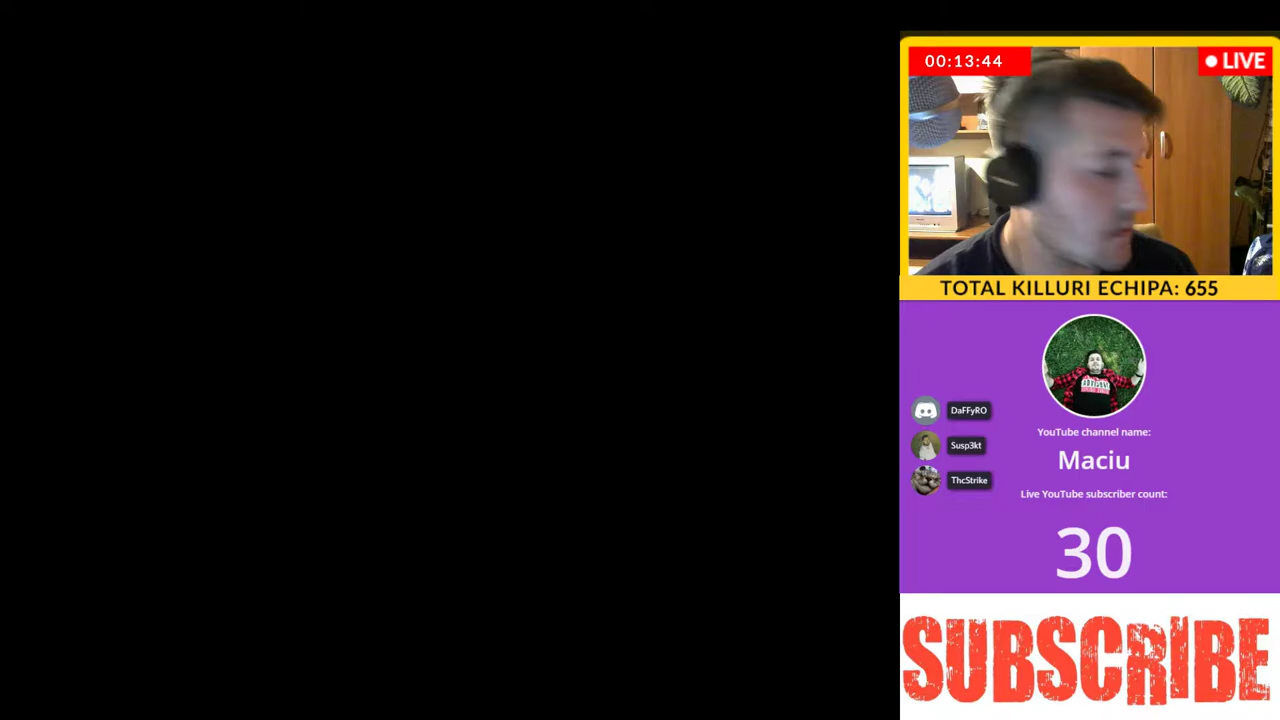 00:13:44
LIVE
TOTAL KILLURI ECHIPA: 655
DaFFyRO
Susp3kt
ThcStrike
YouTube channel name:
Maciu
Live YouTube subscriber count:
30
SUBSCRIBE